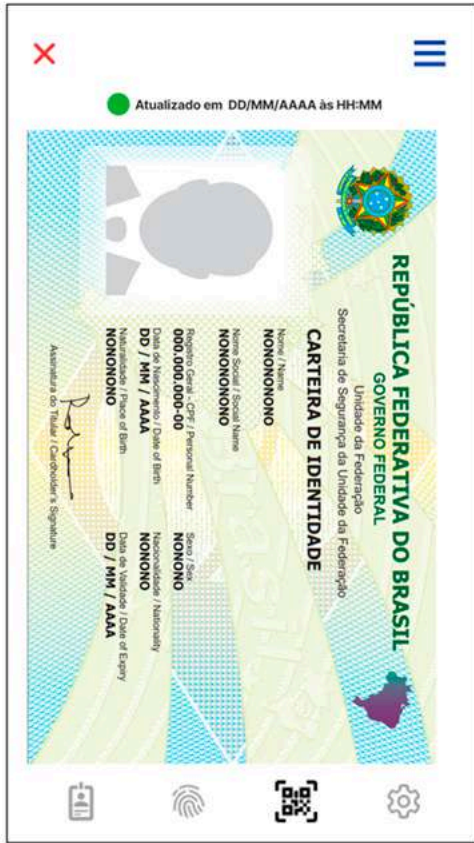 Atualizado em DD/MM/AAAA às HH:MM
REPÚBLICA FEDERATIVA DO BRASIL
GOVERNO FEDERAL
Unidade da Federação
Secretaria de Segurança da Unidade da Federação
CARTEIRA DE IDENTIDADE
Nome / Name
NONONONONO
Nome Social / Social Name
NONONONONO
Registro Geral - CPF / Personal Number
000.000.000-00
Sexo / Sex
NONONO
Data de Nascimento / Date of Birth
DD / MM / AAAA
Nacionalidade / Nationality
NONONO
Naturalidade / Place of Birth
NONONONO
Data de Validade / Date of Expiry
DD / MM / AAAA
Assinatura do Titular / Cardholder's Signature
Brasil